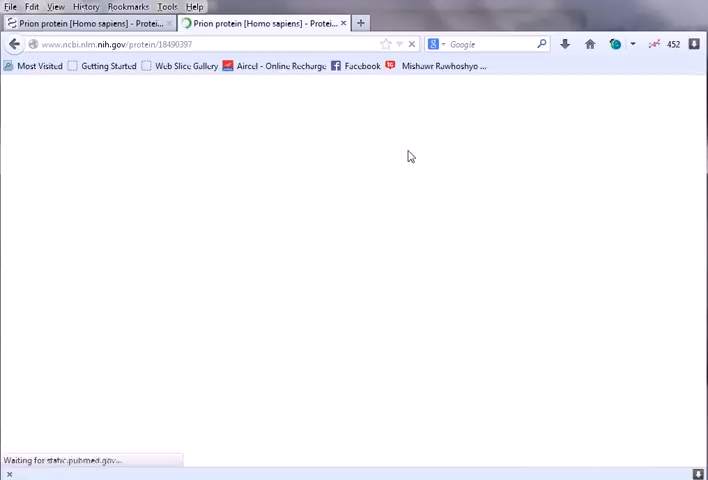 File Edit View History Bookmarks Tools Help
Prion protein [Homo sapiens] - Protei... × Prion protein [Homo sapiens] - Protei... × +
www.ncbi.nlm.nih.gov/protein/18490397 Google 452
Most Visited Getting Started Web Slice Gallery Aircel - Online Recharge Facebook Mishawr Rawhoshyo ...
Waiting for static.pubmed.gov...